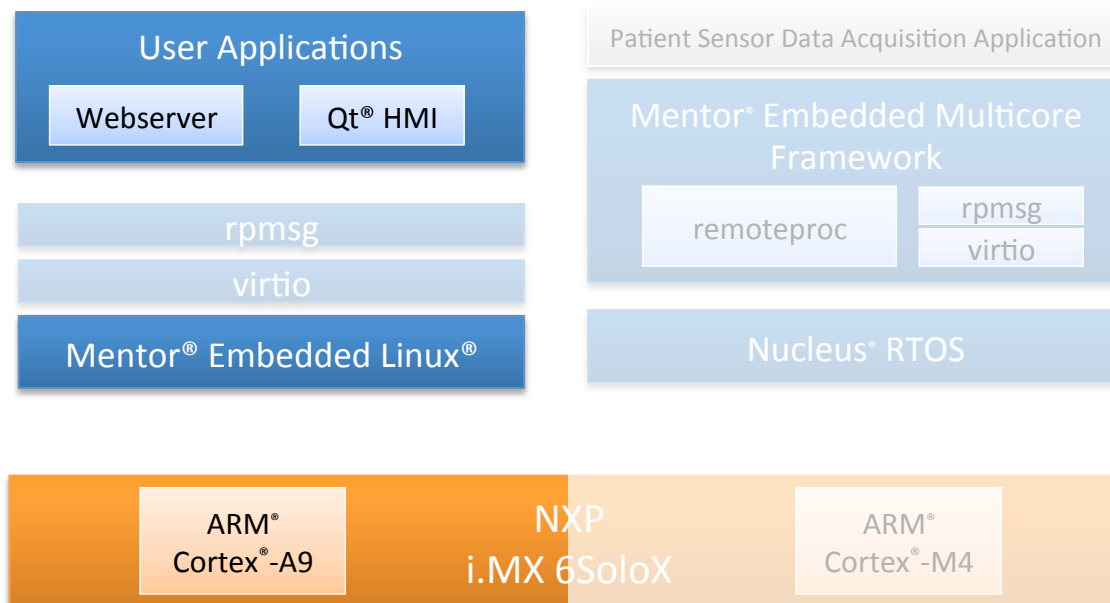 User Applications
Webserver
Qt® HMI
rpmsg
virtio
Mentor® Embedded Linux®
Patient Sensor Data Acquisition Application
Mentor® Embedded Multicore
Framework
remoteproc
rpmsg
virtio
Nucleus® RTOS
ARM®
Cortex®-A9
NXP
i.MX 6SoloX
ARM®
Cortex®-M4